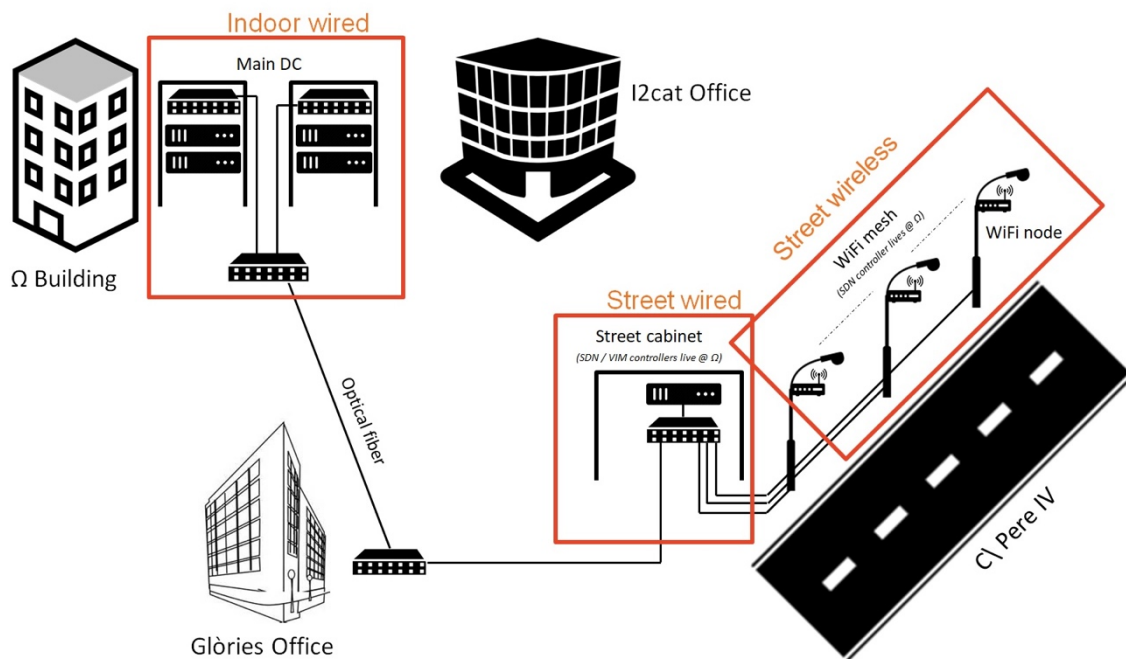 Indoor wired
Main DC
I2cat Office
Ω Building
Street wireless
WiFi mesh
(SDN controller lives @ Ω)
WiFi node
Street wired
Street cabinet
(SDN / VIM controllers live @ Ω)
Optical fiber
C\ Pere IV
Glòries Office